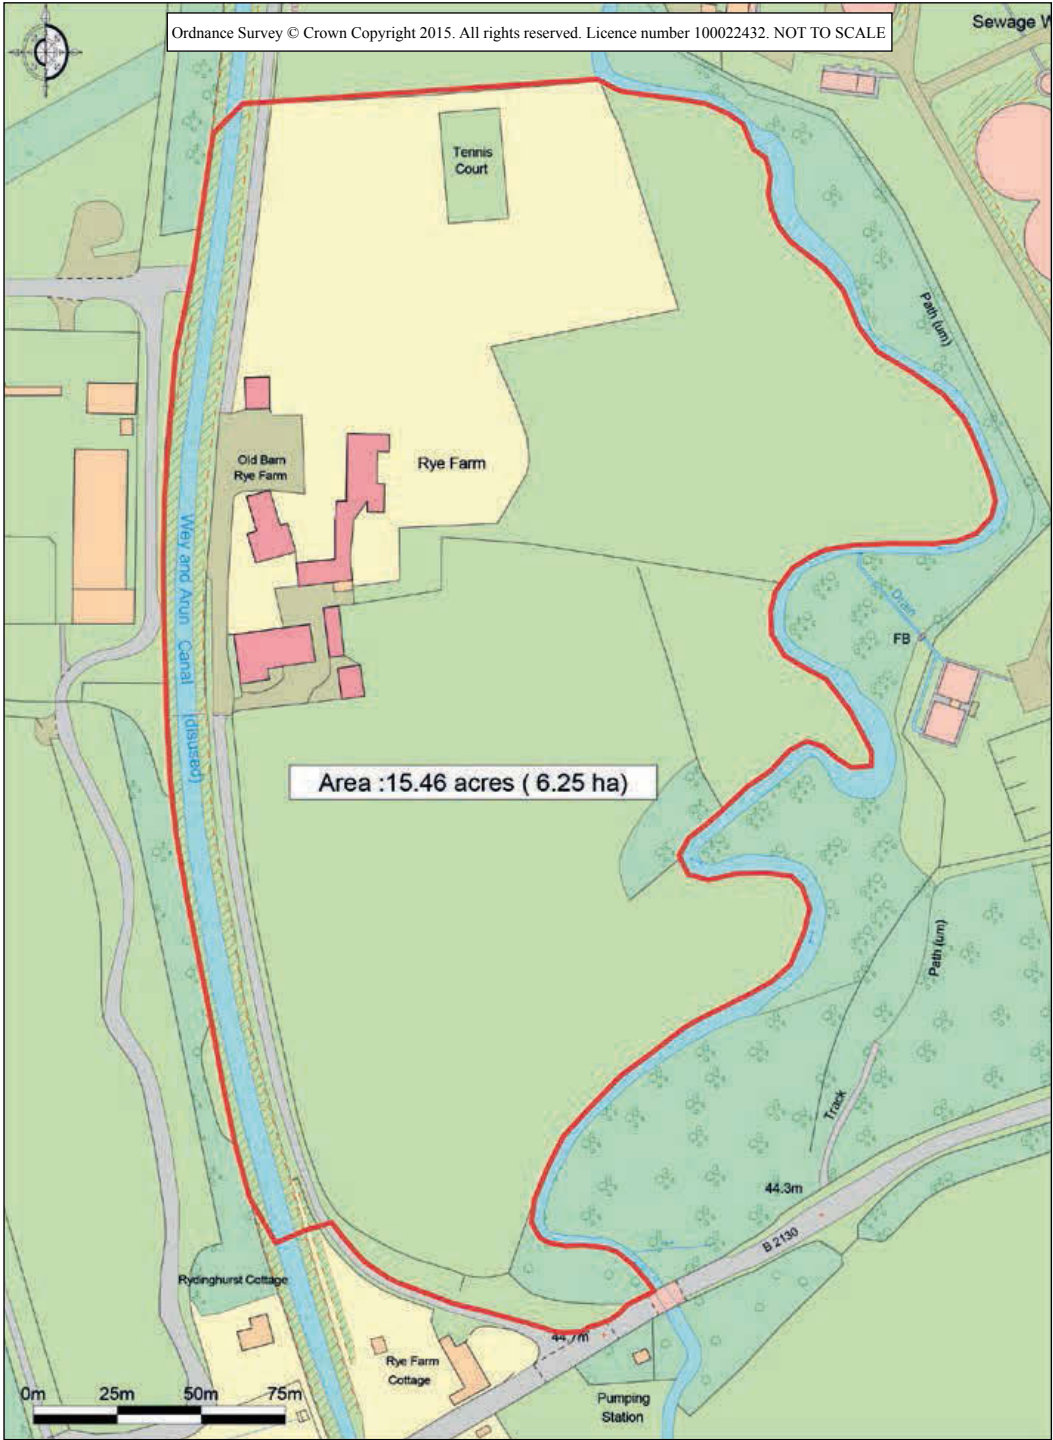 Ordnance Survey © Crown Copyright 2015. All rights reserved. Licence number 100022432. NOT TO SCALE
Sewage W
Tennis
Court
Path (um)
Old Barn
Rye Farm
Rye Farm
Wey and Arun Canal (disused)
Drain
FB
Area :15.46 acres ( 6.25 ha)
Path (um)
Track
44.3m
B 2130
Rydinghurst Cottage
44.7m
Rye Farm
Cottage
Pumping
Station
0m 25m 50m 75m